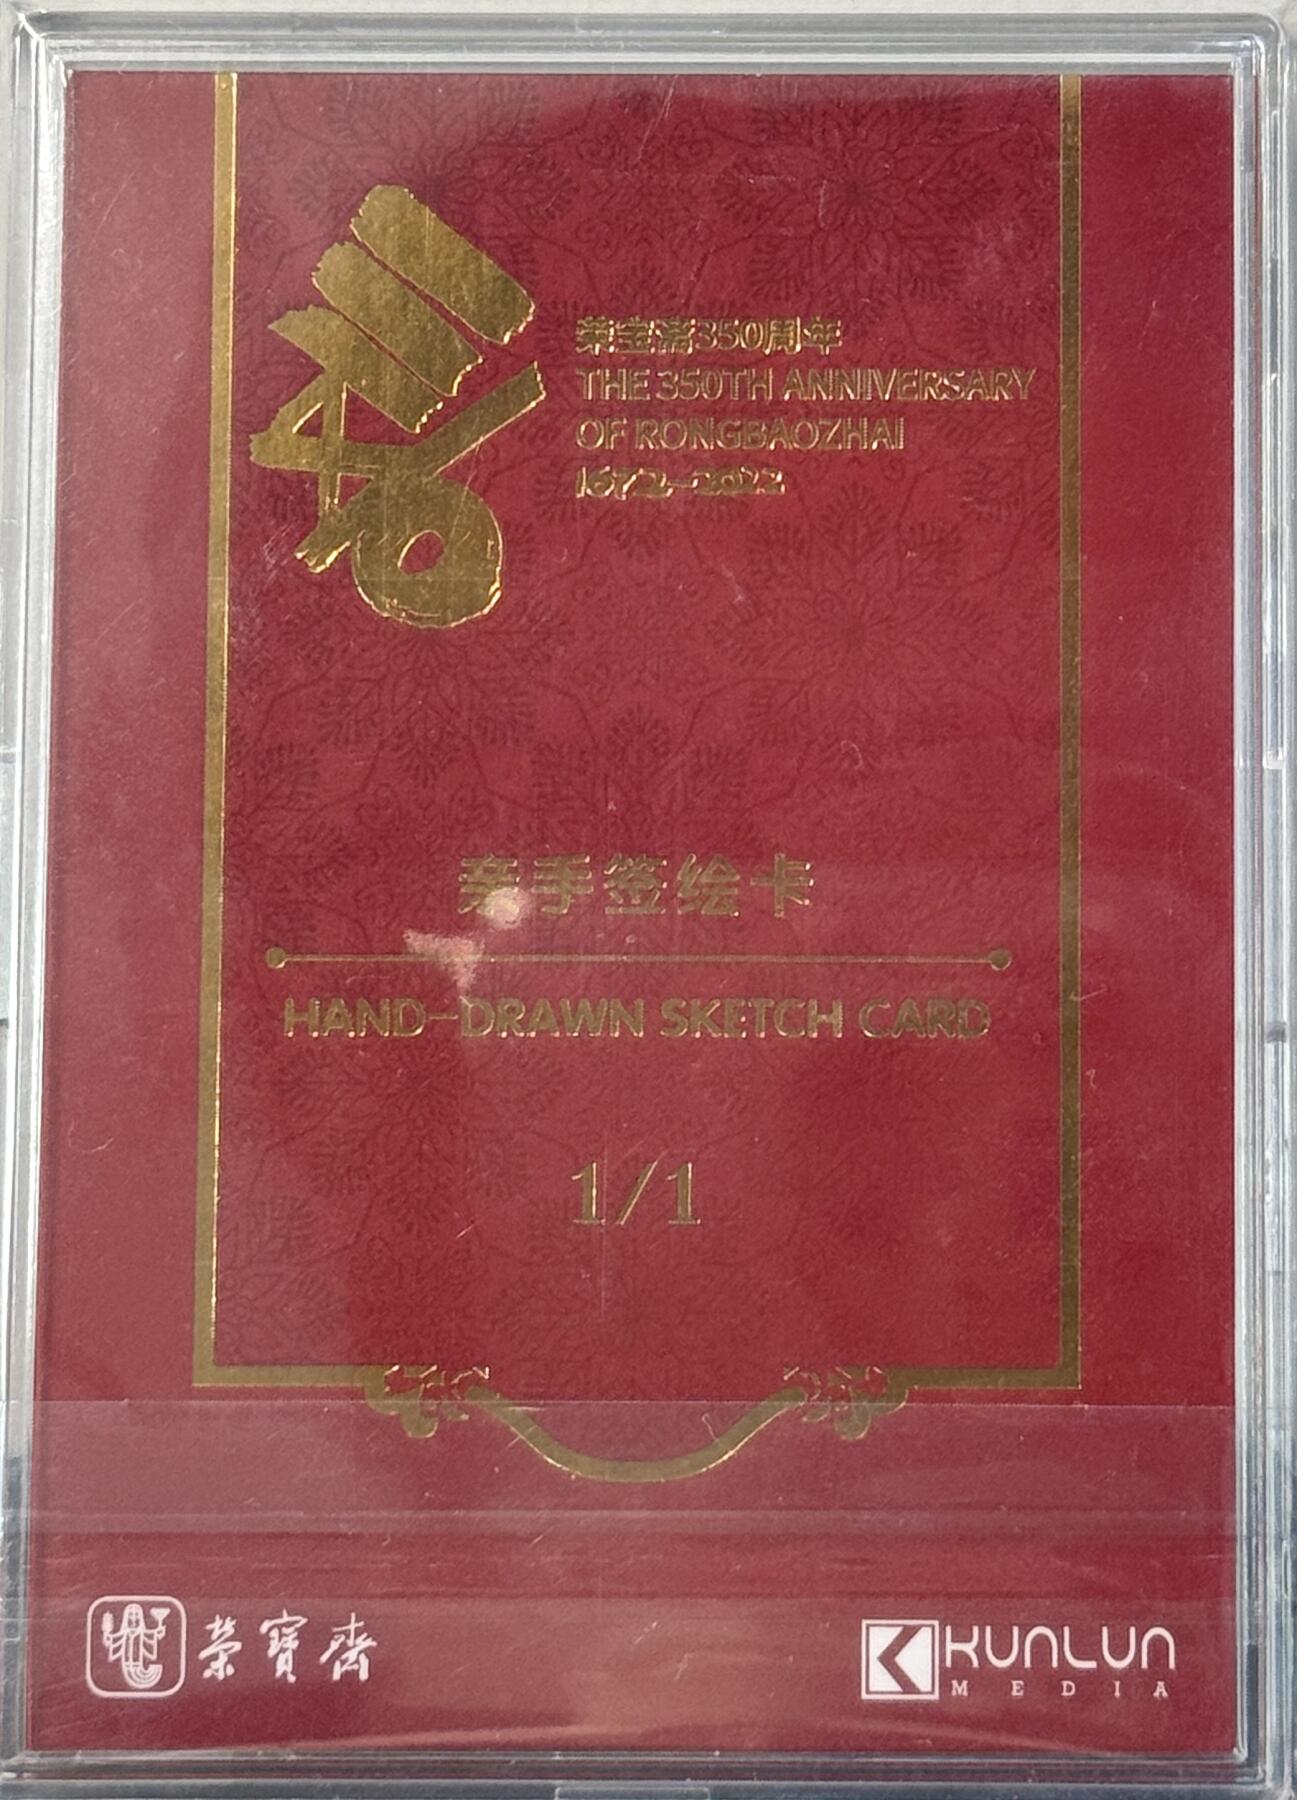 荣宝斋350周年
THE 350TH ANNIVERSARY
OF RONGBAOZHAI
1672-2022
亲手签绘卡
HAND-DRAWN SKETCH CARD
1/1
榮寶齋
KUNLUN
MEDIA